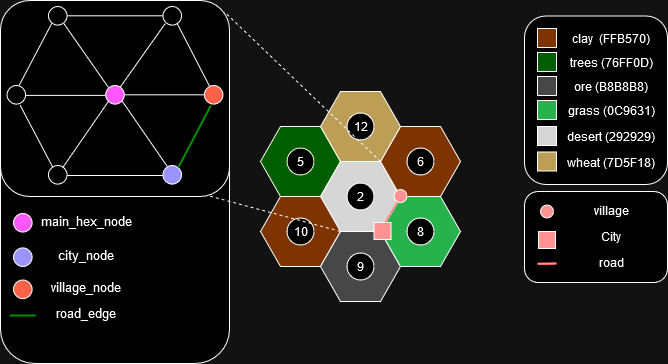 main_hex_node
city_node
village_node
road_edge
12
5
6
2
10
8
9
clay (FFB570)
trees (76FF0D)
ore (B8B8B8)
grass (0C9631)
desert (292929)
wheat (7D5F18)
village
City
road